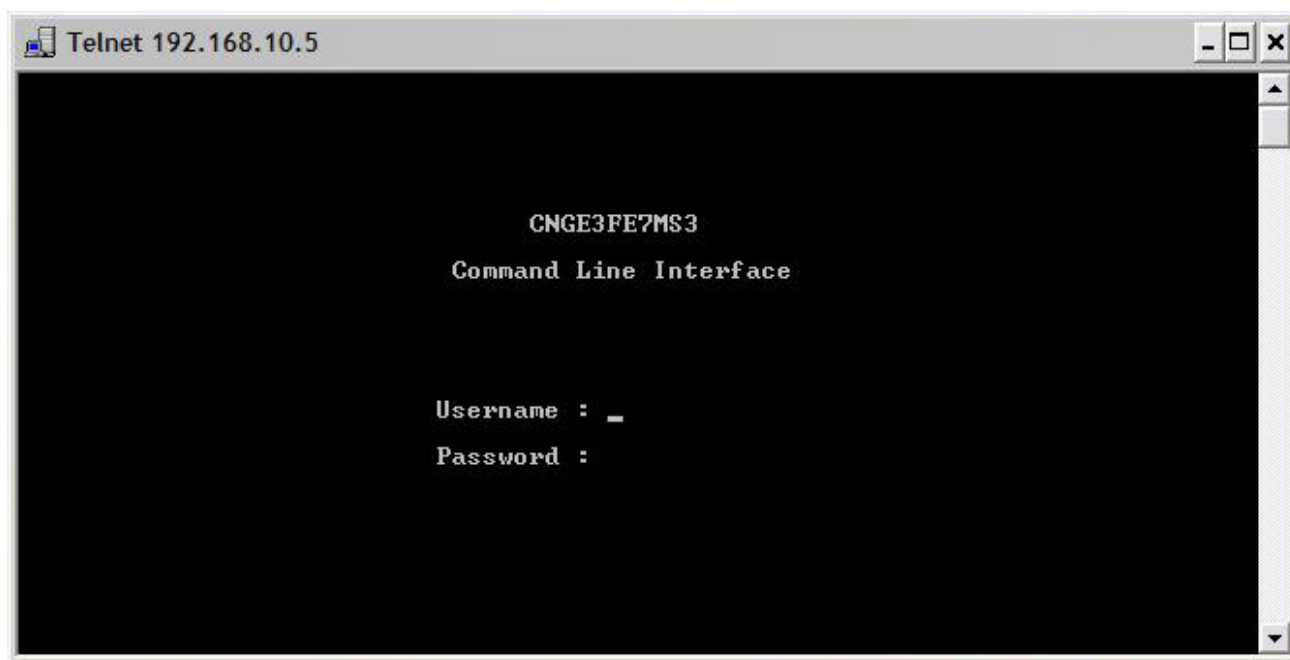 Telnet 192.168.10.5
CNGE3FE7MS3
Command Line Interface
Username : _
Password :